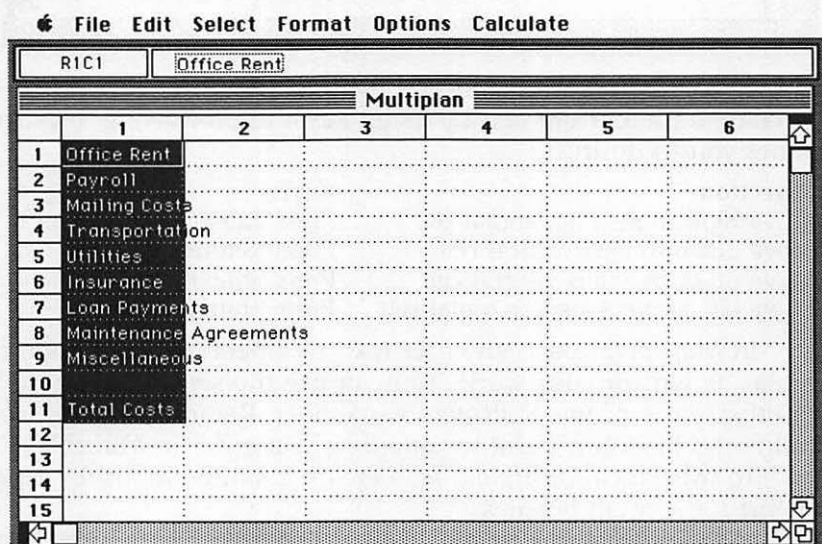 File Edit Select Format Options Calculate
R1C1 Office Rent
Multiplan
1 2 3 4 5 6
1 Office Rent
2 Payroll
3 Mailing Costs
4 Transportation
5 Utilities
6 Insurance
7 Loan Payments
8 Maintenance Agreements
9 Miscellaneous
10
11 Total Costs
12
13
14
15